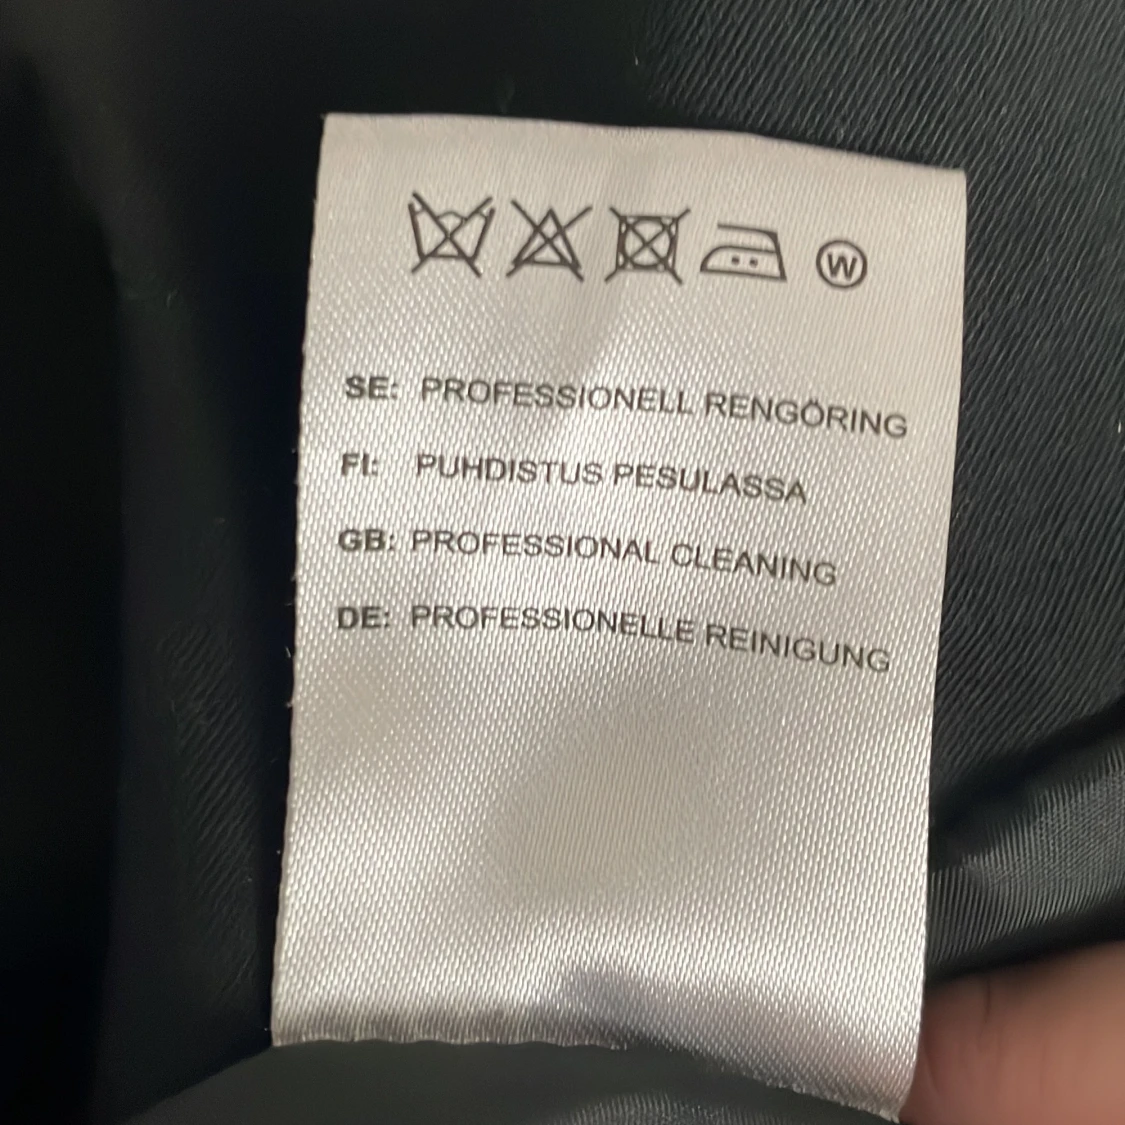 W
SE: PROFESSIONELL RENGÖRING
FI: PUHDISTUS PESULASSA
GB: PROFESSIONAL CLEANING
DE: PROFESSIONELLE REINIGUNG